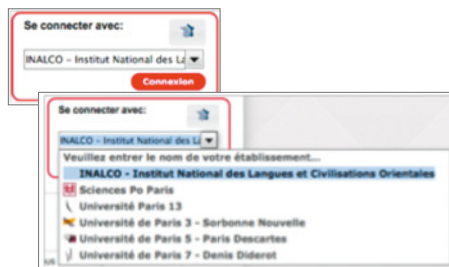 Se connecter avec:
INALCO - Institut National des La
Connexion
Se connecter avec:
INALCO - Institut National des La
Veuillez entrer le nom de votre établissement...
INALCO - Institut National des Langues et Civilisations Orientales
Sciences Po Paris
Université Paris 13
Université de Paris 3 - Sorbonne Nouvelle
Université de Paris 5 - Paris Descartes
Université de Paris 7 - Denis Diderot